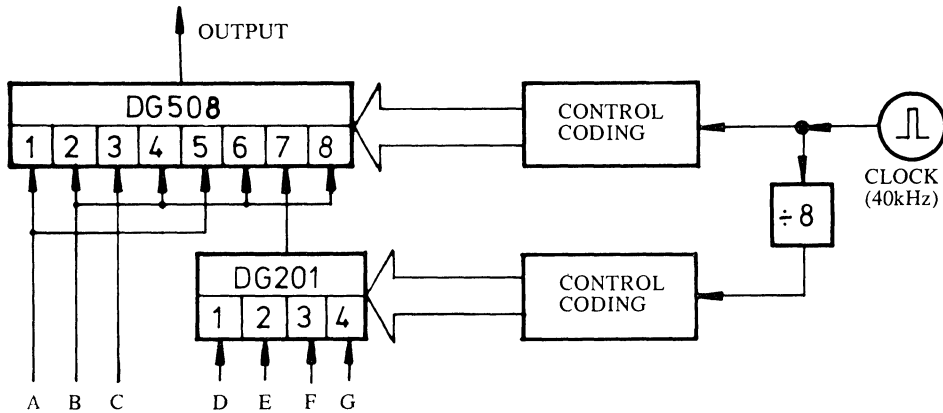 OUTPUT
DG508
1 2 3 4 5 6 7 8
CONTROL
CODING
CLOCK
(40kHz)
÷8
DG201
1 2 3 4
CONTROL
CODING
A B C D E F G